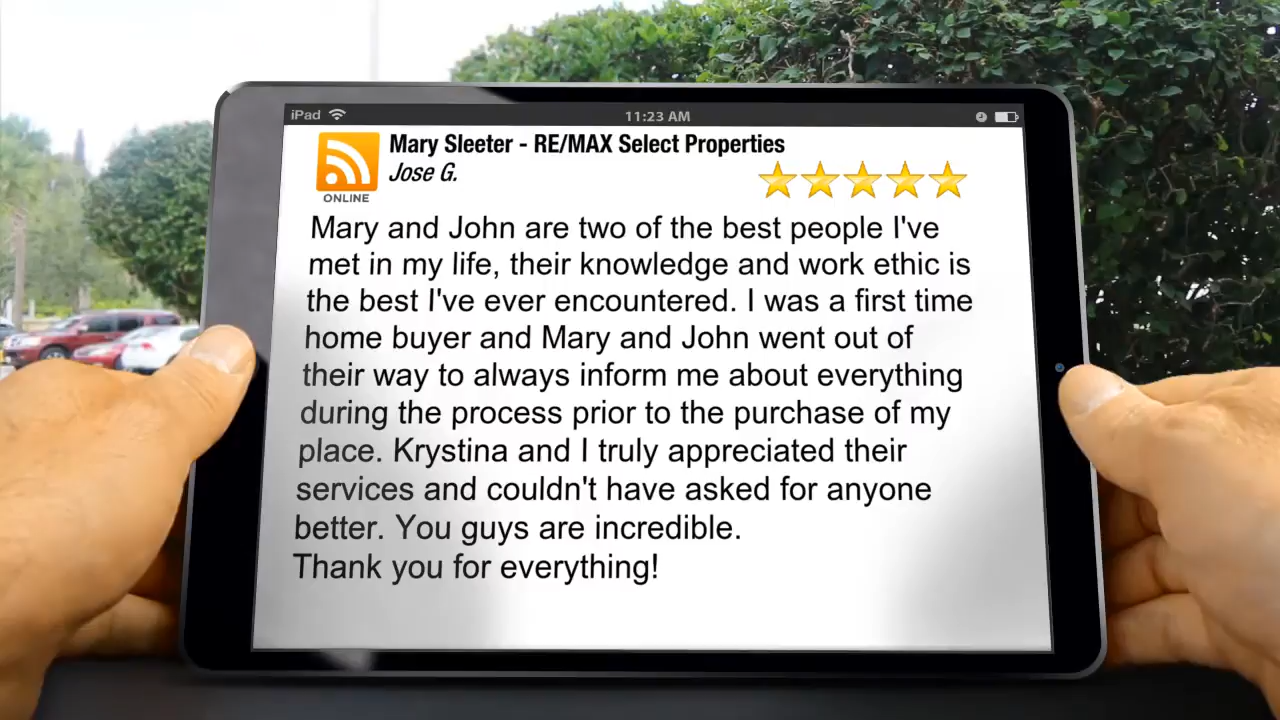 iPad 11:23 AM
Mary Sleeter - RE/MAX Select Properties
Jose G.
ONLINE
Mary and John are two of the best people I've
met in my life, their knowledge and work ethic is
the best I've ever encountered. I was a first time
home buyer and Mary and John went out of
their way to always inform me about everything
during the process prior to the purchase of my
place. Krystina and I truly appreciated their
services and couldn't have asked for anyone
better. You guys are incredible.
Thank you for everything!